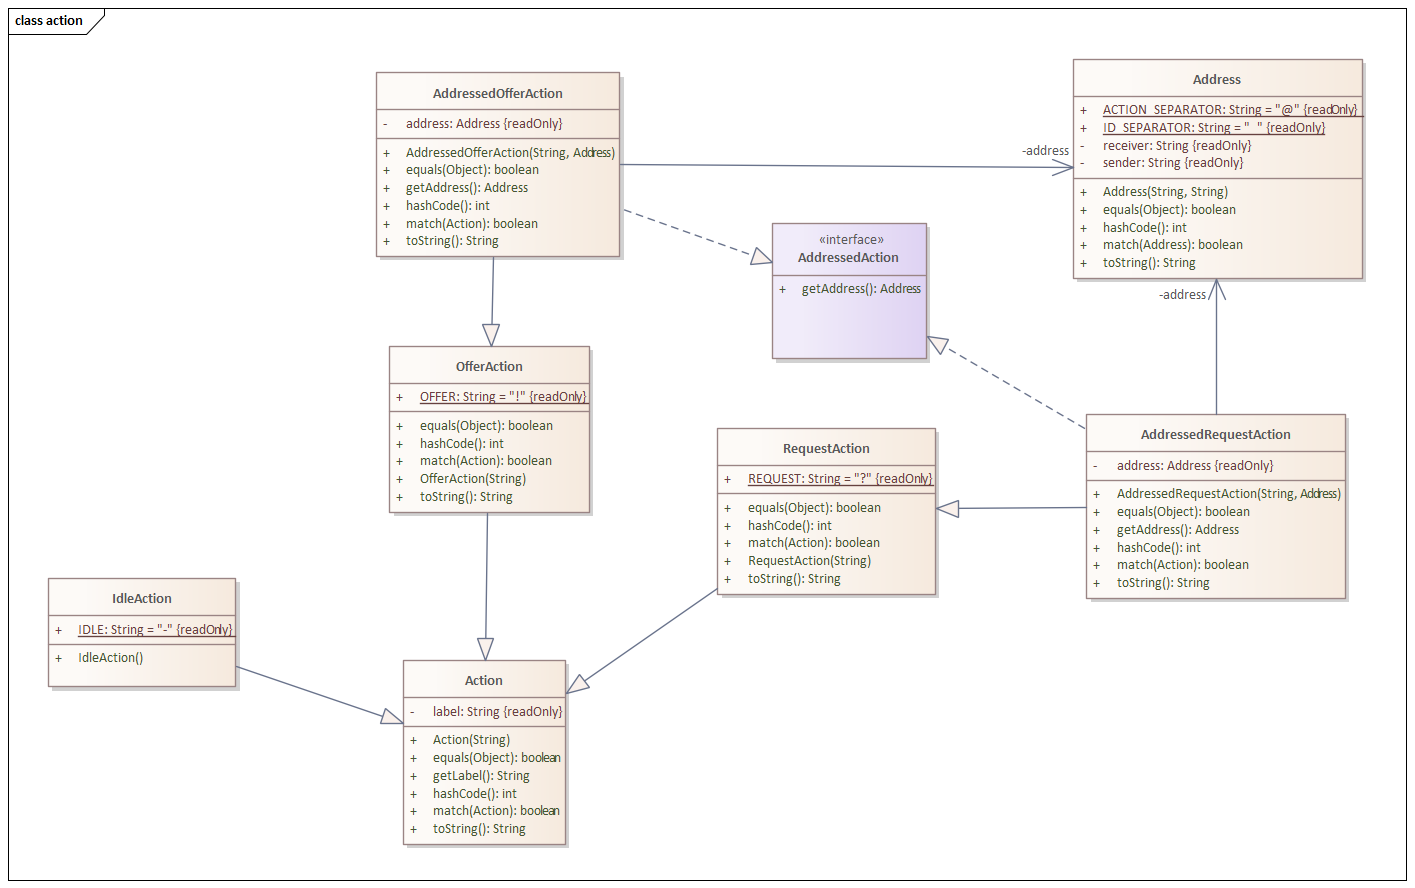 class action
AddressedOfferAction
- address: Address {readOnly}
+ AddressedOfferAction(String, Address)
+ equals(Object): boolean
+ getAddress(): Address
+ hashCode(): int
+ match(Action): boolean
+ toString(): String
Address
+ ACTION_SEPARATOR: String = "@" {readOnly}
+ ID_SEPARATOR: String = "_" {readOnly}
- receiver: String {readOnly}
- sender: String {readOnly}
+ Address(String, String)
+ equals(Object): boolean
+ hashCode(): int
+ match(Address): boolean
+ toString(): String
-address
«interface»
AddressedAction
+ getAddress(): Address
-address
OfferAction
+ OFFER: String = "!" {readOnly}
+ equals(Object): boolean
+ hashCode(): int
+ match(Action): boolean
+ OfferAction(String)
+ toString(): String
RequestAction
+ REQUEST: String = "?" {readOnly}
+ equals(Object): boolean
+ hashCode(): int
+ match(Action): boolean
+ RequestAction(String)
+ toString(): String
AddressedRequestAction
- address: Address {readOnly}
+ AddressedRequestAction(String, Address)
+ equals(Object): boolean
+ getAddress(): Address
+ hashCode(): int
+ match(Action): boolean
+ toString(): String
IdleAction
+ IDLE: String = "-" {readOnly}
+ IdleAction()
Action
- label: String {readOnly}
+ Action(String)
+ equals(Object): boolean
+ getLabel(): String
+ hashCode(): int
+ match(Action): boolean
+ toString(): String